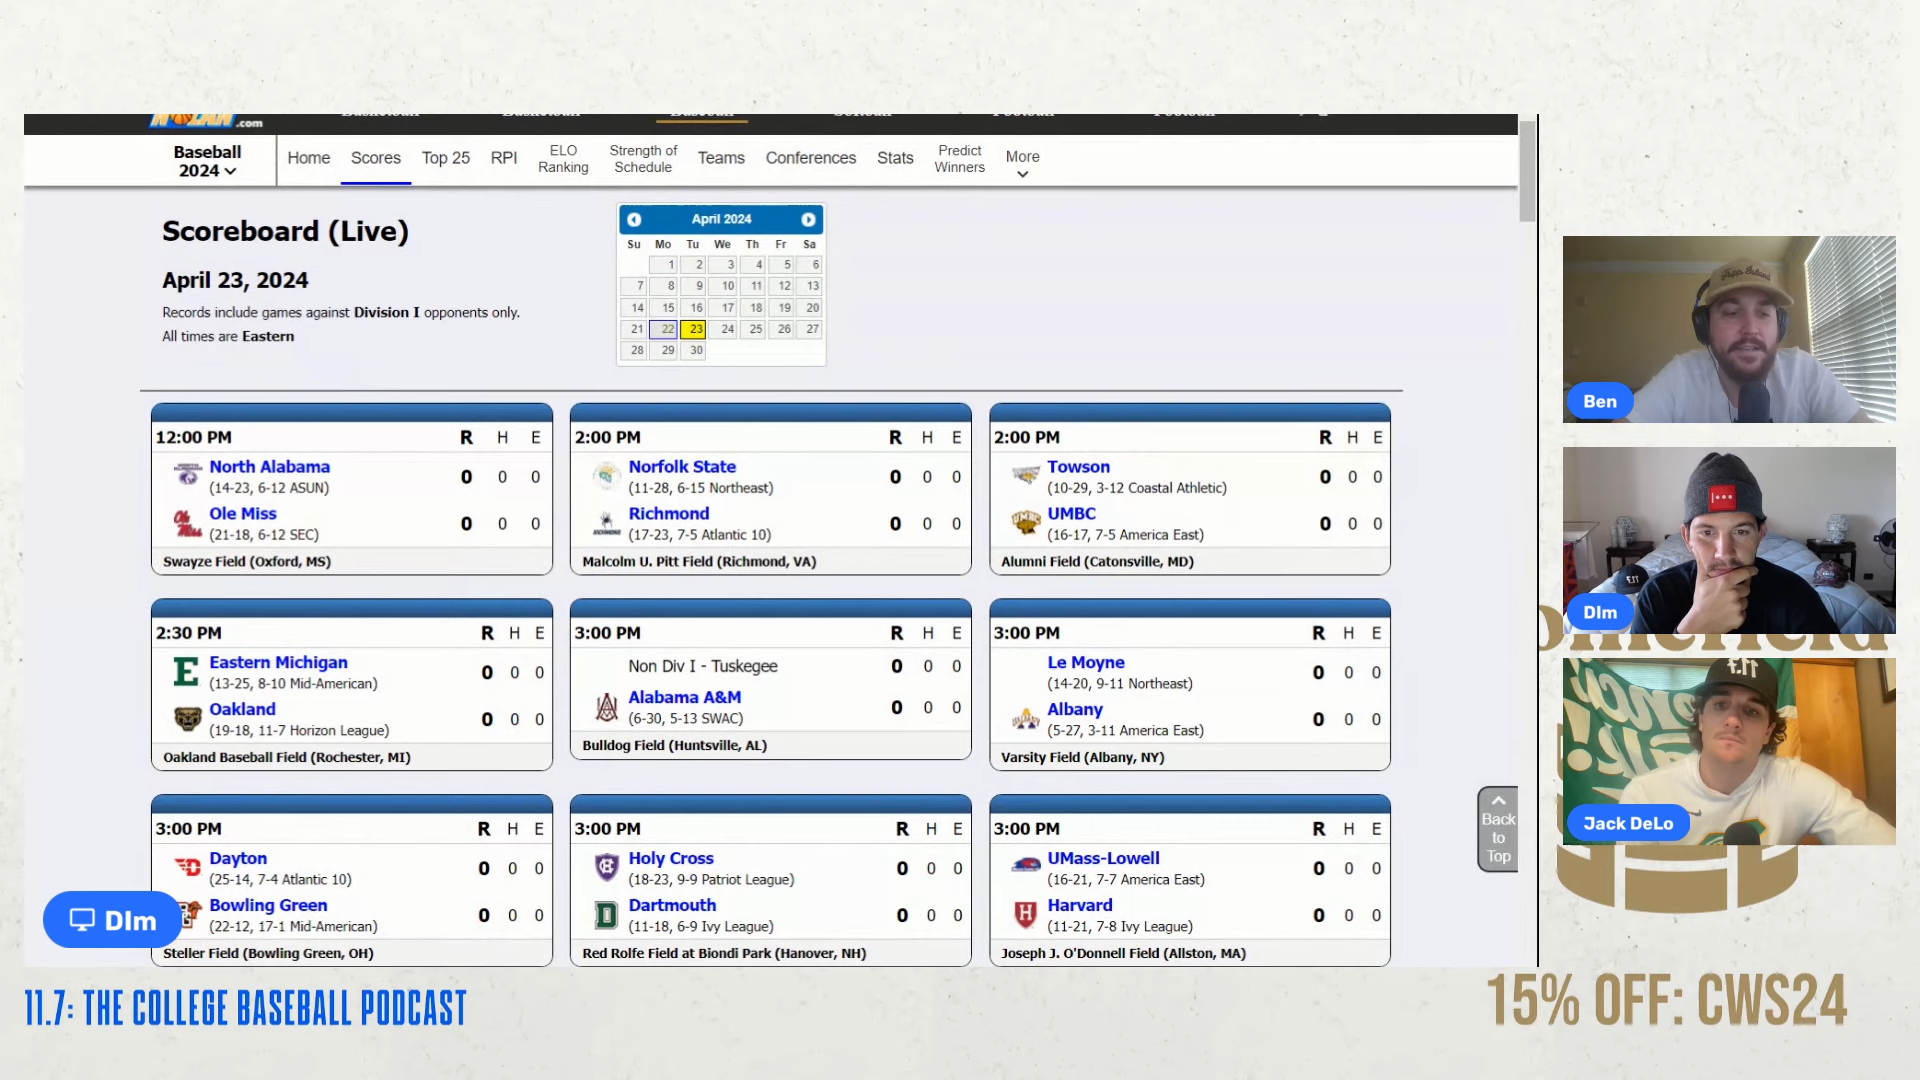 NOLAN.com
Baseball
2024
Home
Scores
Top 25
RPI
ELO
Ranking
Strength of
Schedule
Teams
Conferences
Stats
Predict
Winners
More
Scoreboard (Live)
April 23, 2024
Records include games against Division I opponents only.
All times are Eastern
April 2024
Su Mo Tu We Th Fr Sa
1 2 3 4 5 6
7 8 9 10 11 12 13
14 15 16 17 18 19 20
21 22 23 24 25 26 27
28 29 30
12:00 PM R H E
North Alabama 0 0 0
(14-23, 6-12 ASUN)
Ole Miss 0 0 0
(21-18, 6-12 SEC)
Swayze Field (Oxford, MS)
2:00 PM R H E
Norfolk State 0 0 0
(11-28, 6-15 Northeast)
Richmond 0 0 0
(17-23, 7-5 Atlantic 10)
Malcolm U. Pitt Field (Richmond, VA)
2:00 PM R H E
Towson 0 0 0
(10-29, 3-12 Coastal Athletic)
UMBC 0 0 0
(16-17, 7-5 America East)
Alumni Field (Catonsville, MD)
2:30 PM R H E
Eastern Michigan 0 0 0
(13-25, 8-10 Mid-American)
Oakland 0 0 0
(19-18, 11-7 Horizon League)
Oakland Baseball Field (Rochester, MI)
3:00 PM R H E
Non Div I - Tuskegee 0 0 0
Alabama A&M 0 0 0
(6-30, 5-13 SWAC)
Bulldog Field (Huntsville, AL)
3:00 PM R H E
Le Moyne 0 0 0
(14-20, 9-11 Northeast)
Albany 0 0 0
(5-27, 3-11 America East)
Varsity Field (Albany, NY)
3:00 PM R H E
Dayton 0 0 0
(25-14, 7-4 Atlantic 10)
Bowling Green 0 0 0
(22-12, 17-1 Mid-American)
Steller Field (Bowling Green, OH)
3:00 PM R H E
Holy Cross 0 0 0
(18-23, 9-9 Patriot League)
Dartmouth 0 0 0
(11-18, 6-9 Ivy League)
Red Rolfe Field at Biondi Park (Hanover, NH)
3:00 PM R H E
UMass-Lowell 0 0 0
(16-21, 7-7 America East)
Harvard 0 0 0
(11-21, 7-8 Ivy League)
Joseph J. O'Donnell Field (Allston, MA)
Back
to
Top
Dlm
Ben
Dlm
Jack DeLo
11.7: THE COLLEGE BASEBALL PODCAST
15% OFF: CWS24